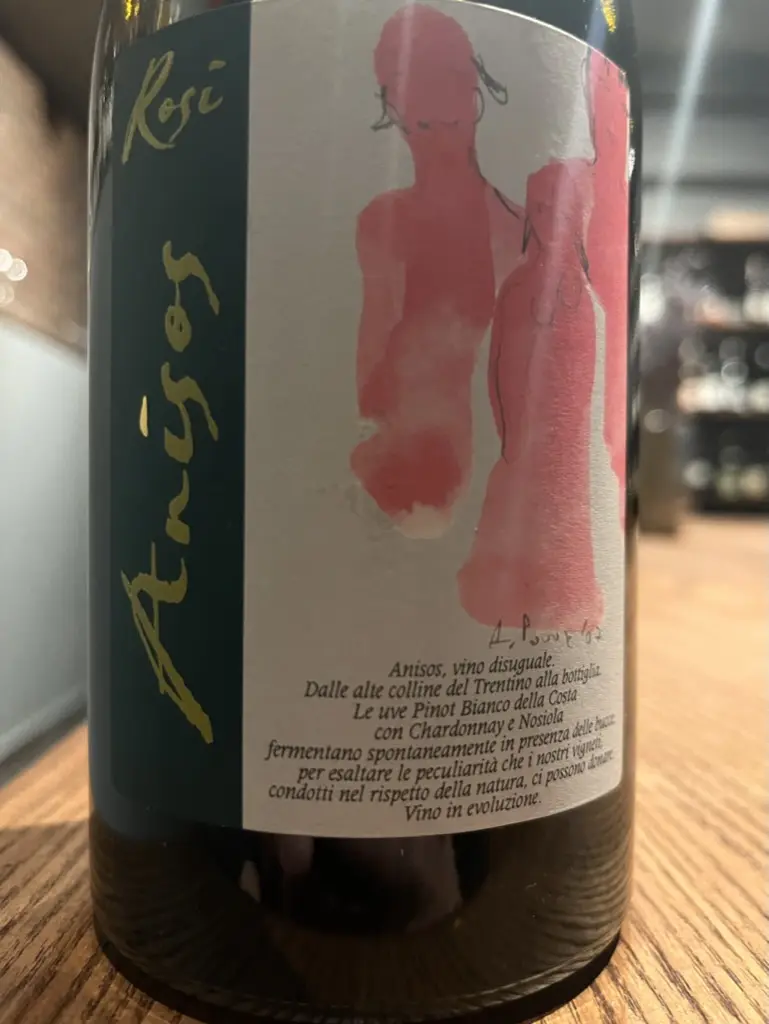 Rosi
Anisos
Anisos, vino disuguale.
Dalle alte colline del Trentino alla bottiglia.
Le uve Pinot Bianco della Costa
con Chardonnay e Nosiola
fermentano spontaneamente in presenza delle bucce
per esaltare le peculiarità che i nostri vigneti,
condotti nel rispetto della natura, ci possono donare.
Vino in evoluzione.